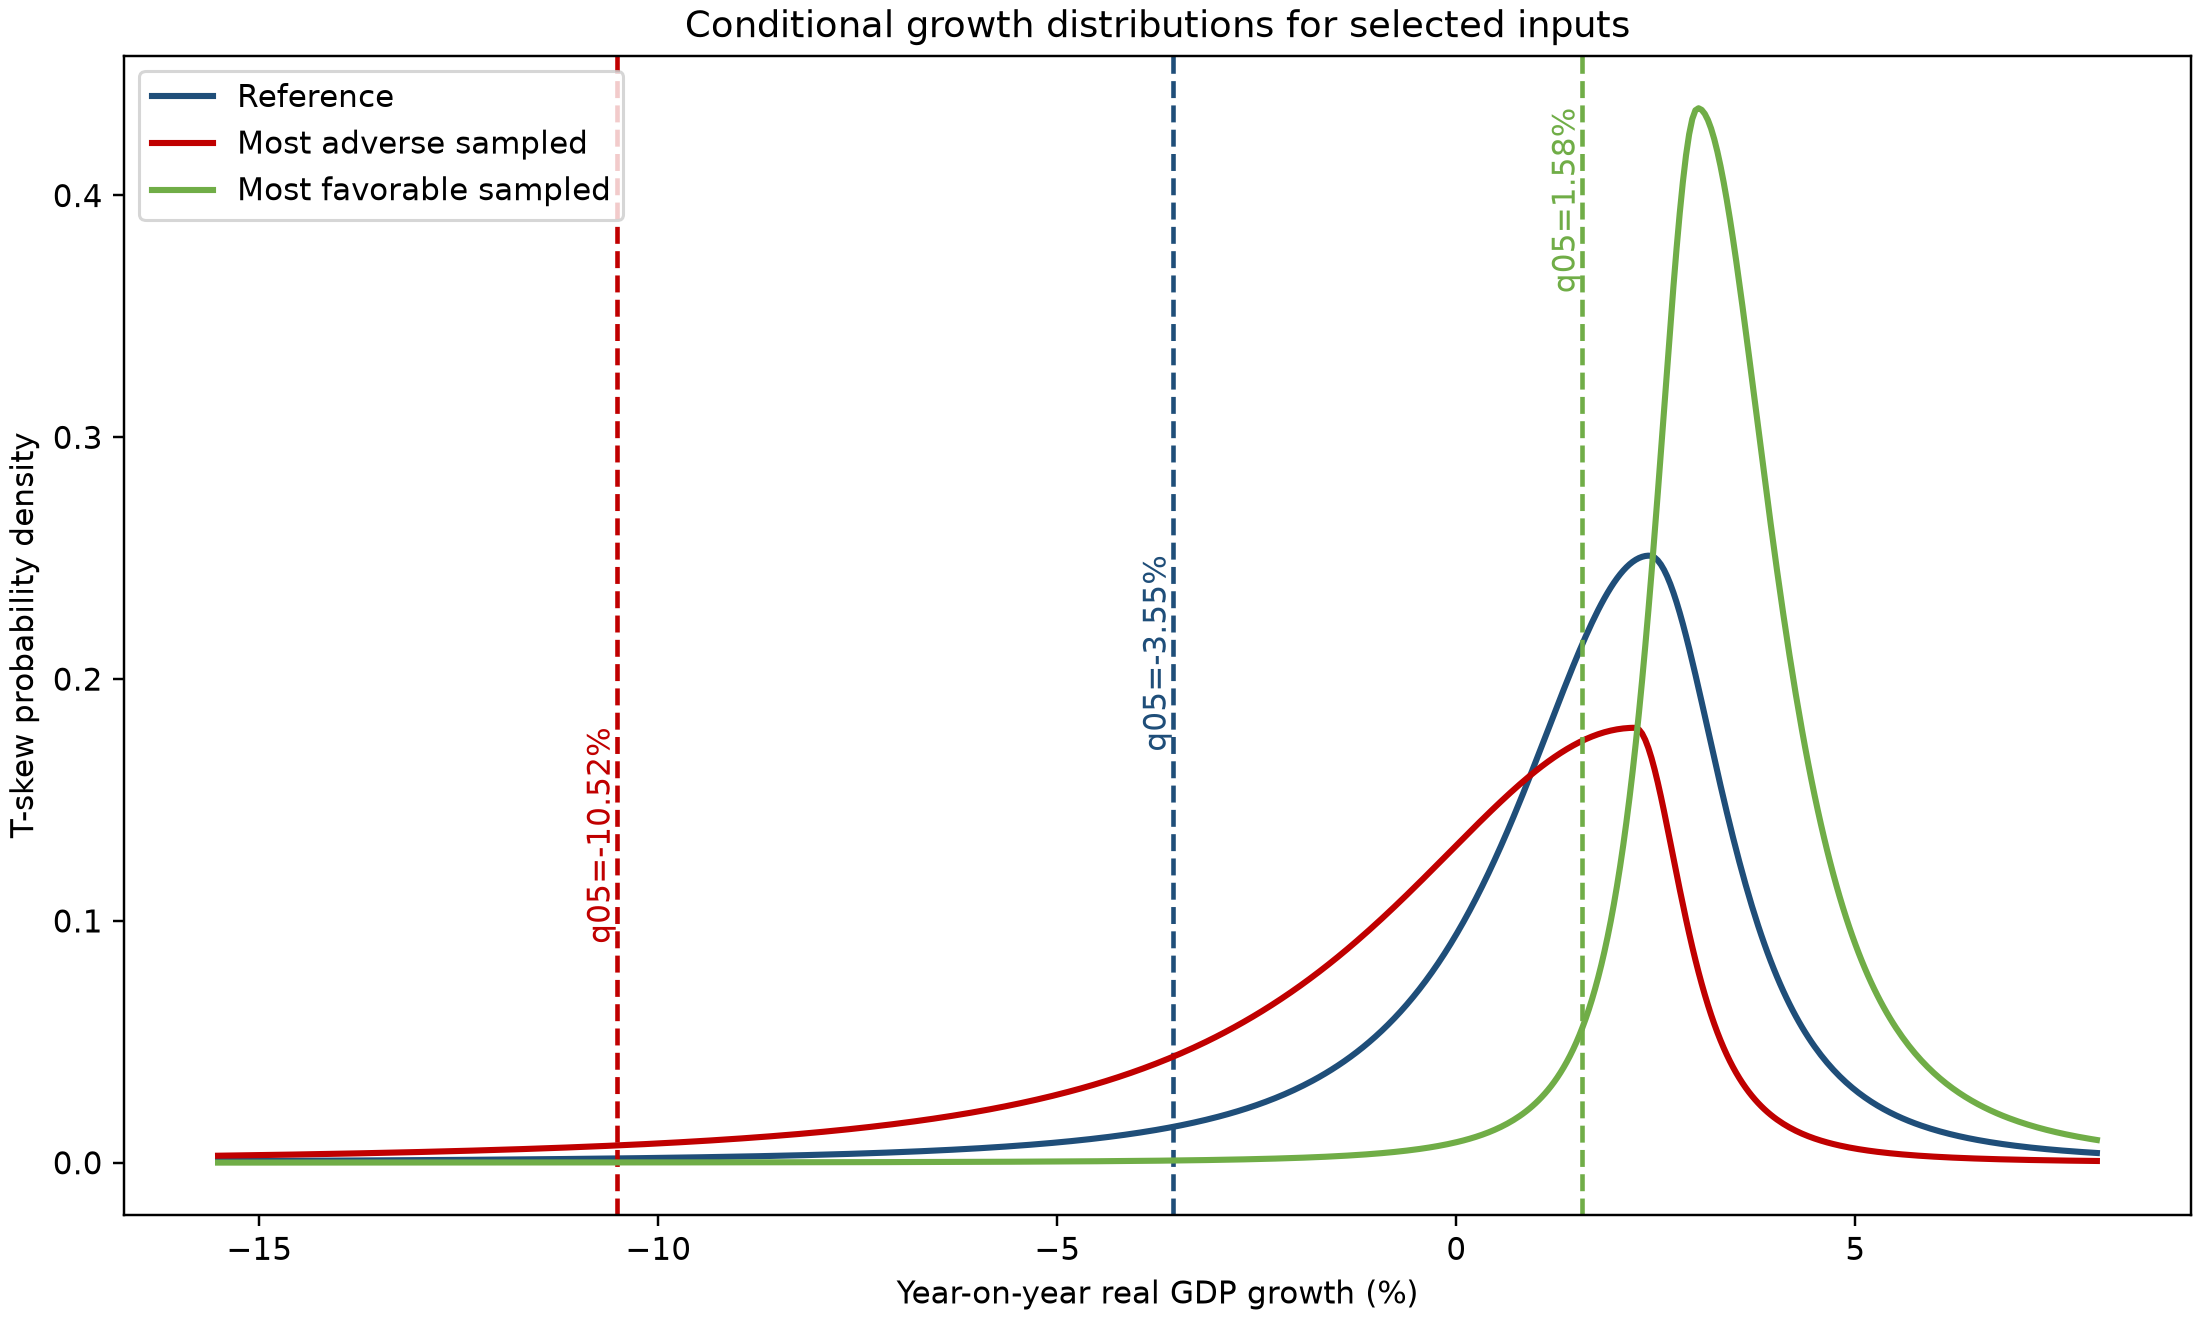 Conditional growth distributions for selected inputs
Reference
Most adverse sampled
Most favorable sampled
q05=-10.52%
q05=-3.55%
q05=1.58%
T-skew probability density
0.4
0.3
0.2
0.1
0.0
−15
−10
−5
0
5
Year-on-year real GDP growth (%)